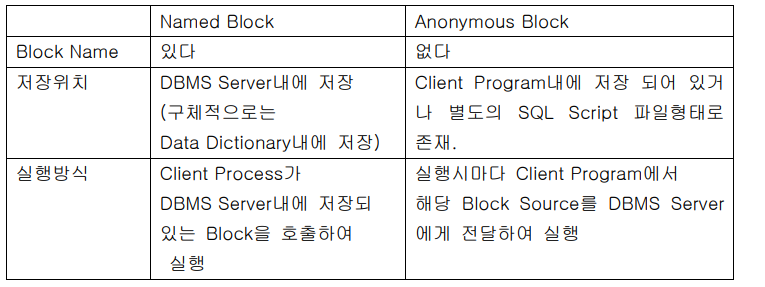 Named Block
Anonymous Block
Block Name
있다
없다
저장위치
DBMS Server내에 저장
(구체적으로는
Data Dictionary내에 저장)
Client Program내에 저장 되어 있거
나 별도의 SQL Script 파일형태로
존재.
실행방식
Client Process가
DBMS Server내에 저장되
있는 Block을 호출하여
실행
실행시마다 Client Program에서
해당 Block Source를 DBMS Server
에게 전달하여 실행